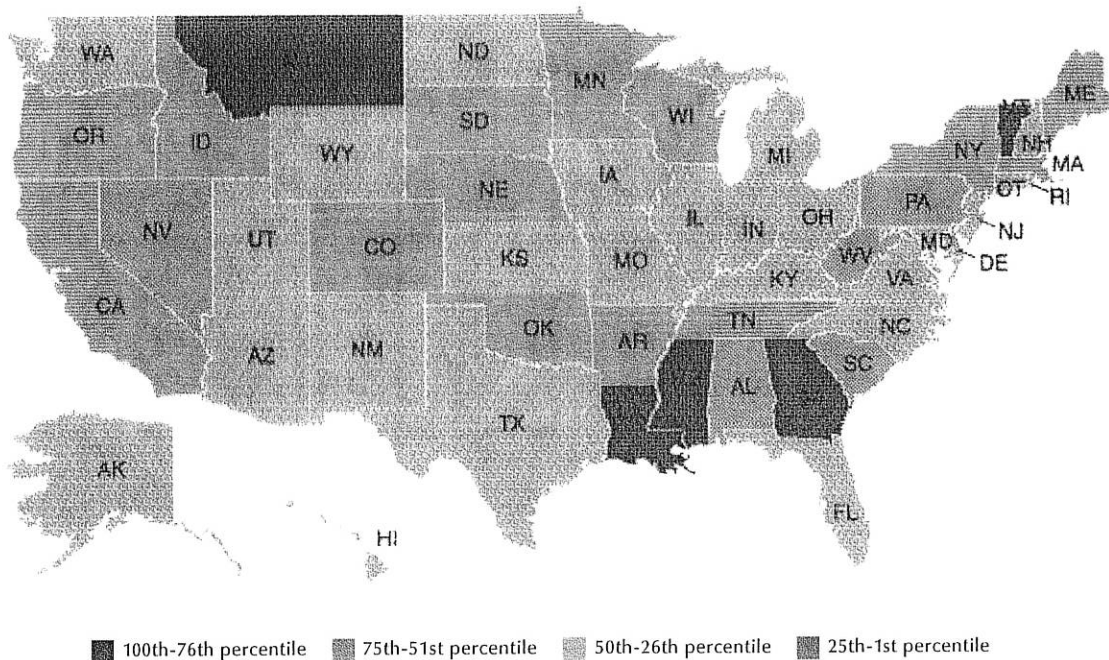 WA
ND
MN
ME
OR
ID
SD
WI
WY
MI
NY
NH
MA
NE
IA
CT
RI
PA
NV
UT
CO
KS
MO
IL
IN
OH
NJ
MD
DE
WV
VA
KY
CA
AZ
NM
OK
AR
TN
NC
SC
AL
TX
AK
HI
FL
100th-76th percentile
75th-51st percentile
50th-26th percentile
25th-1st percentile